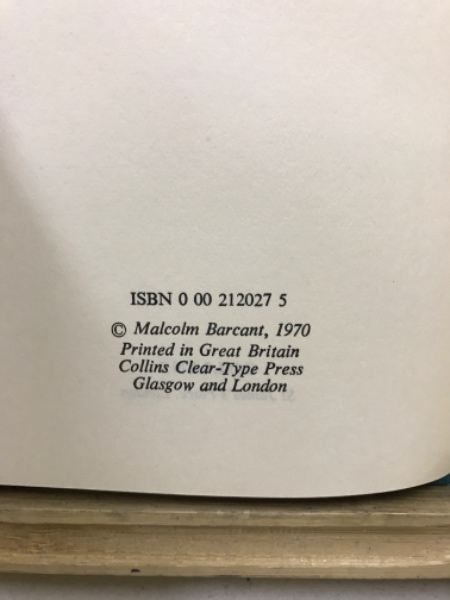 ISBN 0 00 212027 5
© Malcolm Barcant, 1970
Printed in Great Britain
Collins Clear-Type Press
Glasgow and London